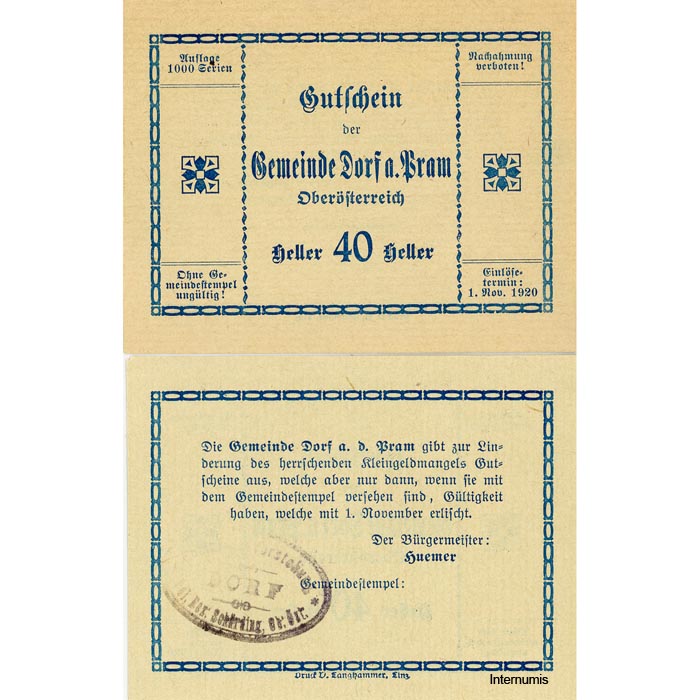 Auflage
1000 Serien
Nachahmung
verboten!
Gutschein
der
Gemeinde Dorf a. Pram
Oberösterreich
Heller 40 Heller
Ohne Ge-
meindestempel
ungültig!
Einlöse-
termin:
1. Nov. 1920
Die Gemeinde Dorf a. d. Pram gibt zur Lin-
derung des herrschenden Kleingeldmangels Gut-
scheine aus, welche aber nur dann, wenn sie mit
dem Gemeindestempel versehen sind, Gültigkeit
haben, welche mit 1. November erlischt.
Der Bürgermeister:
Huemer
Gemeindestempel:
DORF
Schärding, Ob. Öst.
Druck V. Langhammer, Linz
Internumis